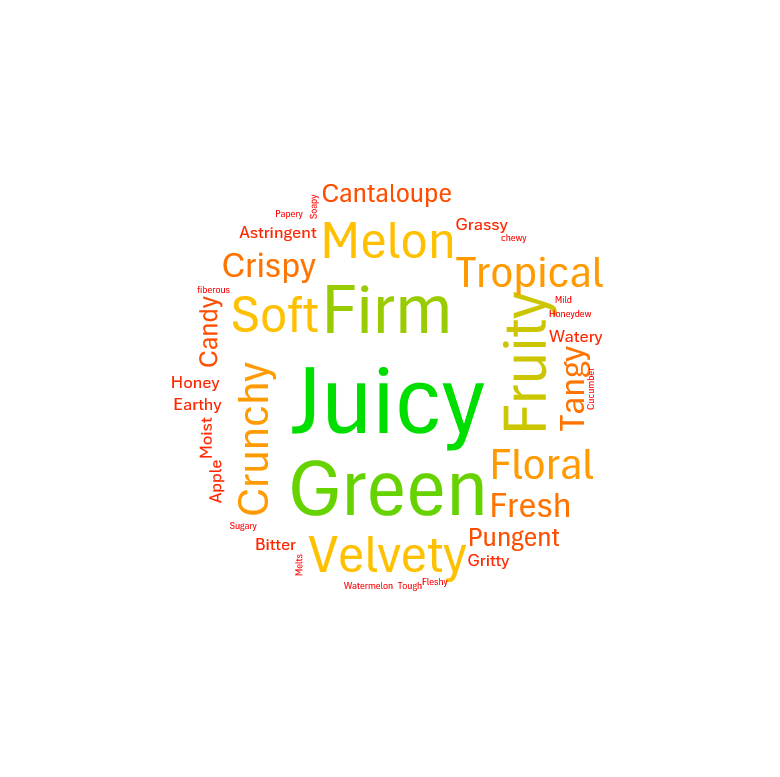 Cantaloupe
Soapy
Papery
Grassy
Astringent
Melon
chewy
Crispy
Tropical
fiberous
Mild
Soft
Firm
Honeydew
Candy
Fruity
Watery
Honey
Juicy
Tangy
Cucumber
Earthy
Moist
Crunchy
Floral
Apple
Green
Fresh
Sugary
Pungent
Bitter
Velvety
Gritty
Melts
Watermelon
Tough
Fleshy